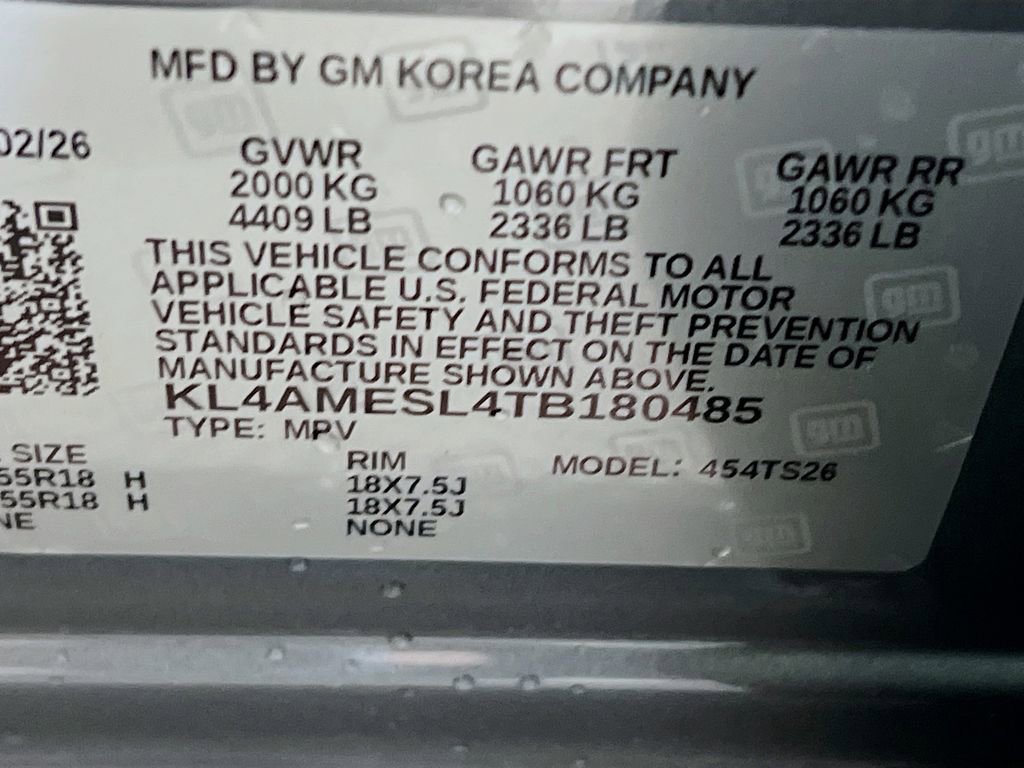 MFD BY GM KOREA COMPANY
02/26
GVWR GAWR FRT GAWR RR
2000 KG 1060 KG 1060 KG
4409 LB 2336 LB 2336 LB
THIS VEHICLE CONFORMS TO ALL
APPLICABLE U.S. FEDERAL MOTOR
VEHICLE SAFETY AND THEFT PREVENTION
STANDARDS IN EFFECT ON THE DATE OF
MANUFACTURE SHOWN ABOVE.
KL4AMESL4TB180485
TYPE: MPV
SIZE RIM MODEL: 454TS26
55R18 H 18X7.5J
55R18 H 18X7.5J
NE NONE